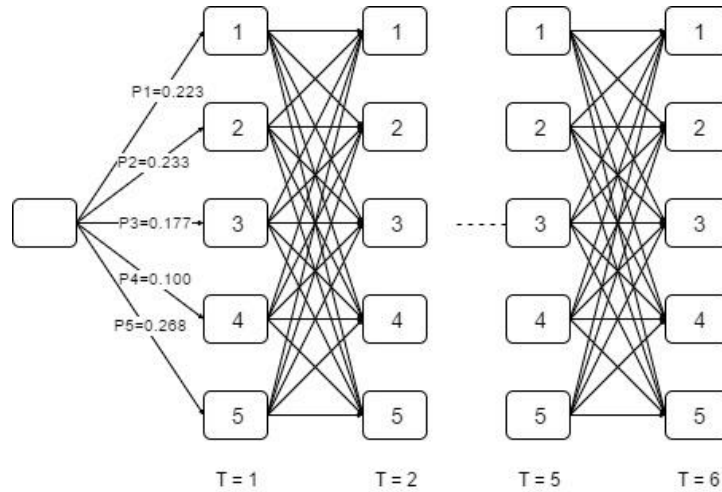 1 1 1 1
P1=0.223
2 2 2 2
P2=0.233
P3=0.177 3 3 3 3
P4=0.100
4 4 4 4
P5=0.268
5 5 5 5
T = 1 T = 2 T = 5 T = 6